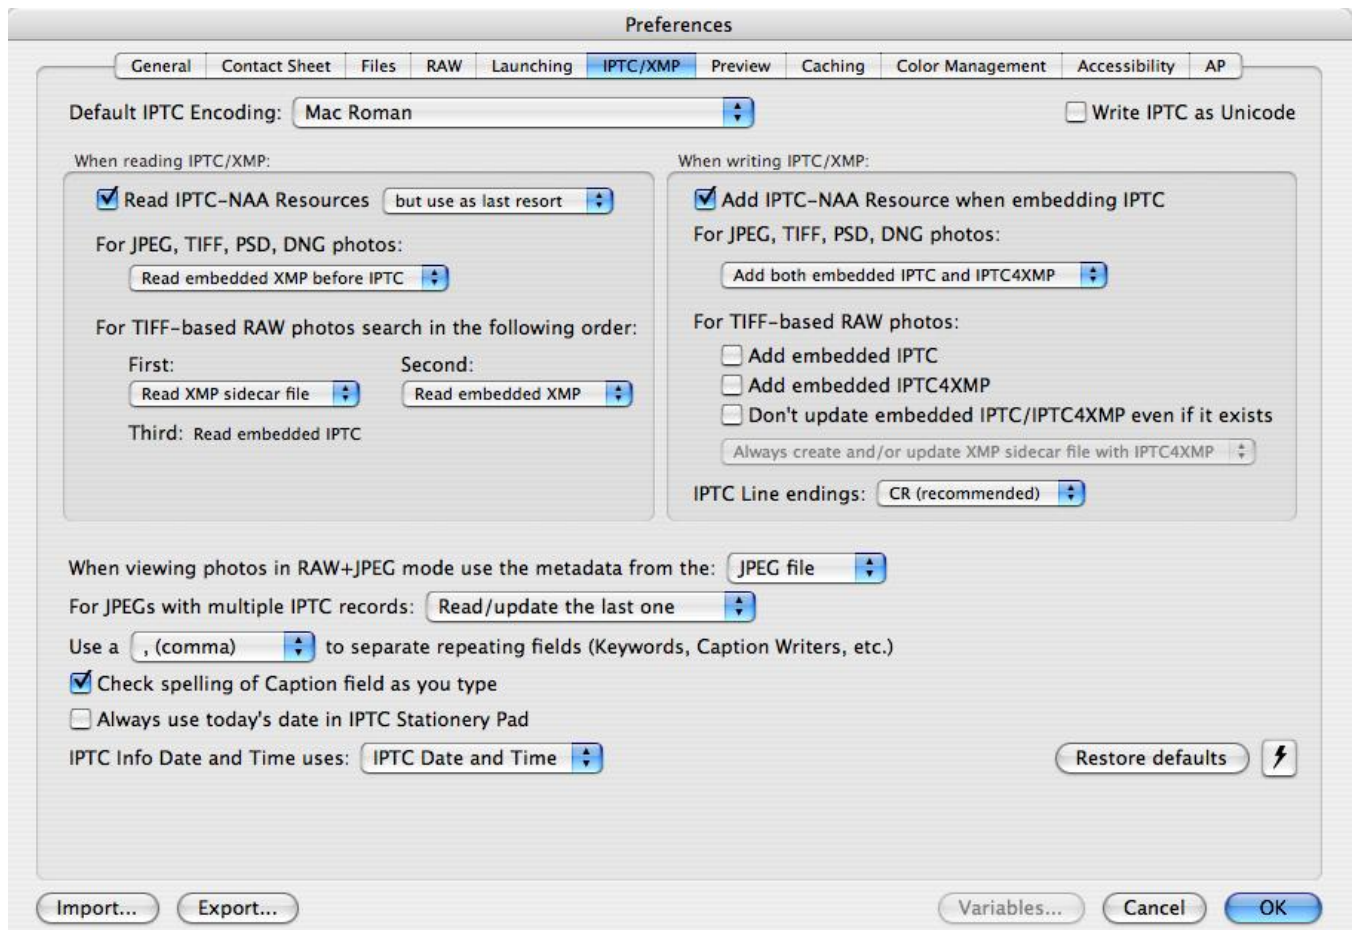 Preferences
General Contact Sheet Files RAW Launching IPTC/XMP Preview Caching Color Management Accessibility AP
Default IPTC Encoding: Mac Roman
Write IPTC as Unicode
When reading IPTC/XMP:
Read IPTC-NAA Resources but use as last resort
For JPEG, TIFF, PSD, DNG photos:
Read embedded XMP before IPTC
For TIFF-based RAW photos search in the following order:
First: Second:
Read XMP sidecar file Read embedded XMP
Third: Read embedded IPTC
When writing IPTC/XMP:
Add IPTC-NAA Resource when embedding IPTC
For JPEG, TIFF, PSD, DNG photos:
Add both embedded IPTC and IPTC4XMP
For TIFF-based RAW photos:
Add embedded IPTC
Add embedded IPTC4XMP
Don't update embedded IPTC/IPTC4XMP even if it exists
Always create and/or update XMP sidecar file with IPTC4XMP
IPTC Line endings: CR (recommended)
When viewing photos in RAW+JPEG mode use the metadata from the: JPEG file
For JPEGs with multiple IPTC records: Read/update the last one
Use a , (comma) to separate repeating fields (Keywords, Caption Writers, etc.)
Check spelling of Caption field as you type
Always use today's date in IPTC Stationery Pad
IPTC Info Date and Time uses: IPTC Date and Time
Restore defaults
Import... Export... Variables... Cancel OK